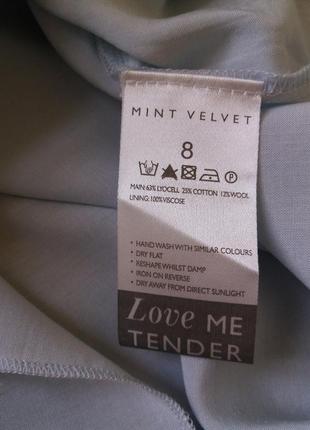 MINT VELVET
8
MAIN: 63% LYOCELL 25% COTTON 12% WOOL
LINING: 100% VISCOSE
• HAND WASH WITH SIMILAR COLOURS
• DRY FLAT
• RESHAPE WHILST DAMP
• IRON ON REVERSE
• DRY AWAY FROM DIRECT SUNLIGHT
Love ME
TENDER